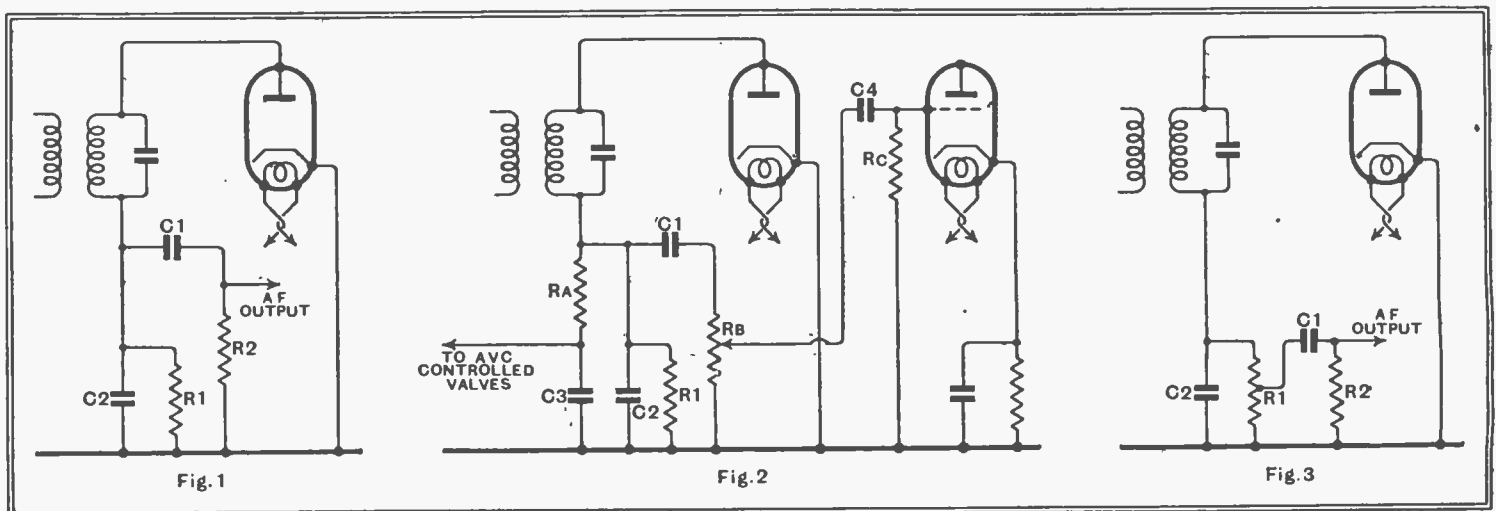 C1
AF
OUTPUT
R2
C2
R1
Fig.1
C4
RC
C1
RA
RB
TO AVC
CONTROLLED
VALVES
C3
C2
R1
Fig.2
C1
AF
OUTPUT
C2
R1
R2
Fig.3